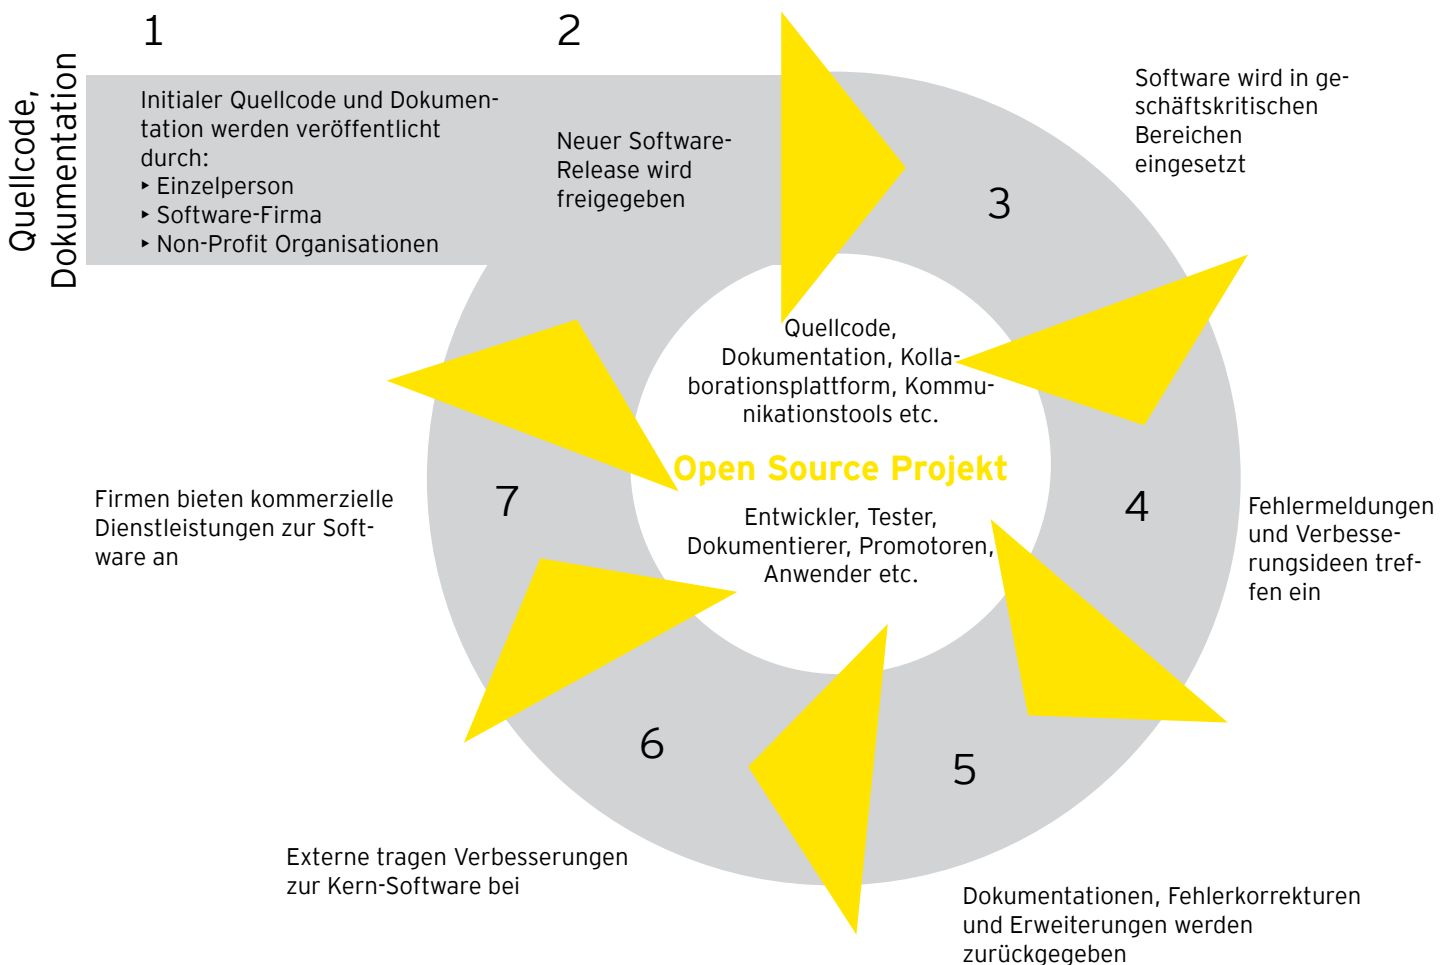 1
2
Quellcode,
Dokumentation
Initialer Quellcode und Dokumen-
tation werden veröffentlicht
durch:
‣ Einzelperson
‣ Software-Firma
‣ Non-Profit Organisationen
Neuer Software-
Release wird
freigegeben
Software wird in ge-
schäftskritischen
Bereichen
eingesetzt
3
Quellcode,
Dokumentation, Kolla-
borationsplattform, Kommu-
nikationstools etc.
Open Source Projekt
Entwickler, Tester,
Dokumentierer, Promotoren,
Anwender etc.
4
Fehlermeldungen
und Verbesse-
rungsideen tref-
fen ein
5
Dokumentationen, Fehlerkorrekturen
und Erweiterungen werden
zurückgegeben
6
Externe tragen Verbesserungen
zur Kern-Software bei
7
Firmen bieten kommerzielle
Dienstleistungen zur Soft-
ware an